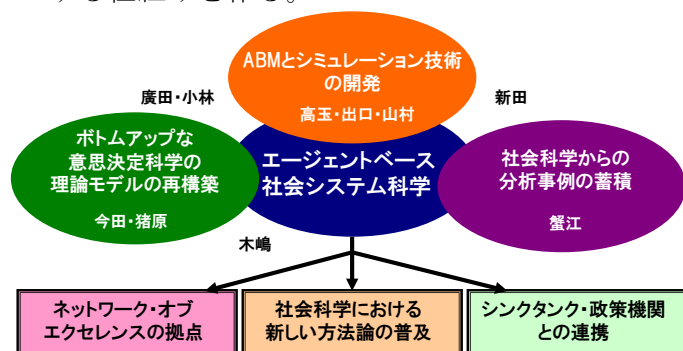 ABMとシミュレーション技術
の開発
高玉・出口・山村
廣田・小林
新田
ボトムアップな
意思決定科学の
理論モデルの再構築
今田・猪原
エージェントベース
社会システム科学
社会科学からの
分析事例の蓄積
蟹江
木嶋
ネットワーク・オブ
エクセレンスの拠点
社会科学における
新しい方法論の普及
シンクタンク・政策機関
との連携